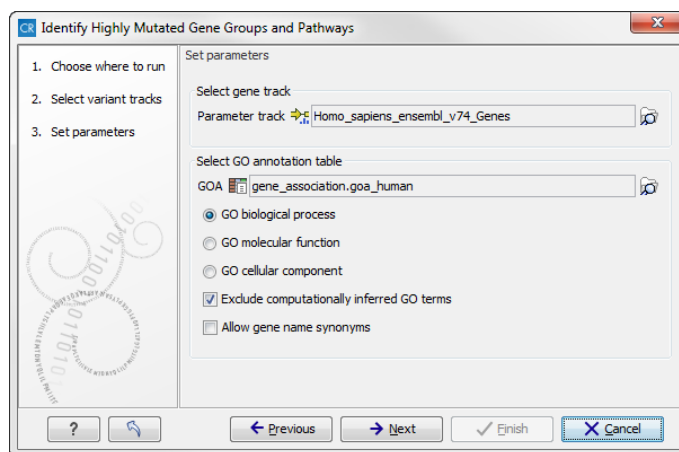 CR Identify Highly Mutated Gene Groups and Pathways
1. Choose where to run
2. Select variant tracks
3. Set parameters
Set parameters
Select gene track
Parameter track Homo_sapiens_ensembl_v74_Genes
Select GO annotation table
GOA gene_association.goa_human
GO biological process
GO molecular function
GO cellular component
Exclude computationally inferred GO terms
Allow gene name synonyms
? Previous Next Finish Cancel